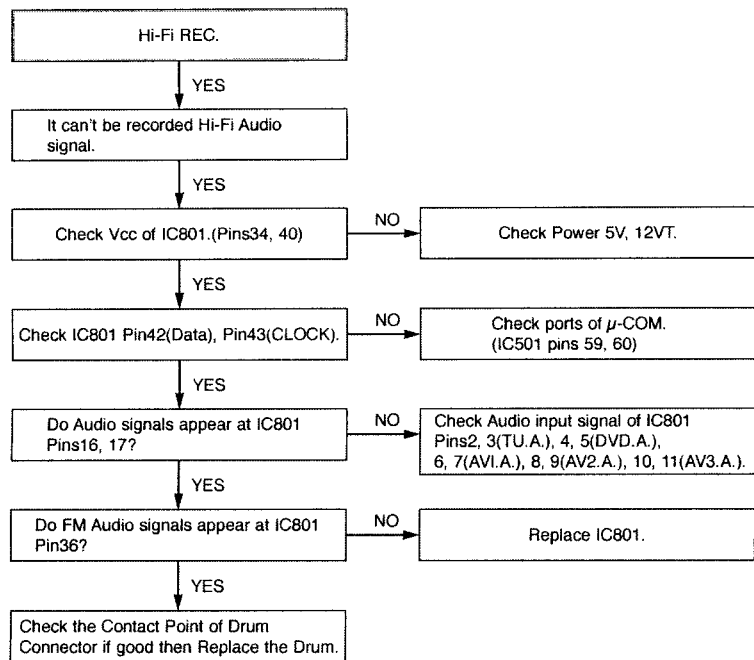 Hi-Fi REC.
YES
It can't be recorded Hi-Fi Audio
signal.
YES
Check Vcc of IC801.(Pins34, 40)
NO
Check Power 5V, 12VT.
YES
Check IC801 Pin42(Data), Pin43(CLOCK).
NO
Check ports of µ-COM.
(IC501 pins 59, 60)
YES
Do Audio signals appear at IC801
Pins16, 17?
NO
Check Audio input signal of IC801
Pins2, 3(TU.A.), 4, 5(DVD.A.),
6, 7(AVI.A.), 8, 9(AV2.A.), 10, 11(AV3.A.).
YES
Do FM Audio signals appear at IC801
Pin36?
NO
Replace IC801.
YES
Check the Contact Point of Drum
Connector if good then Replace the Drum.